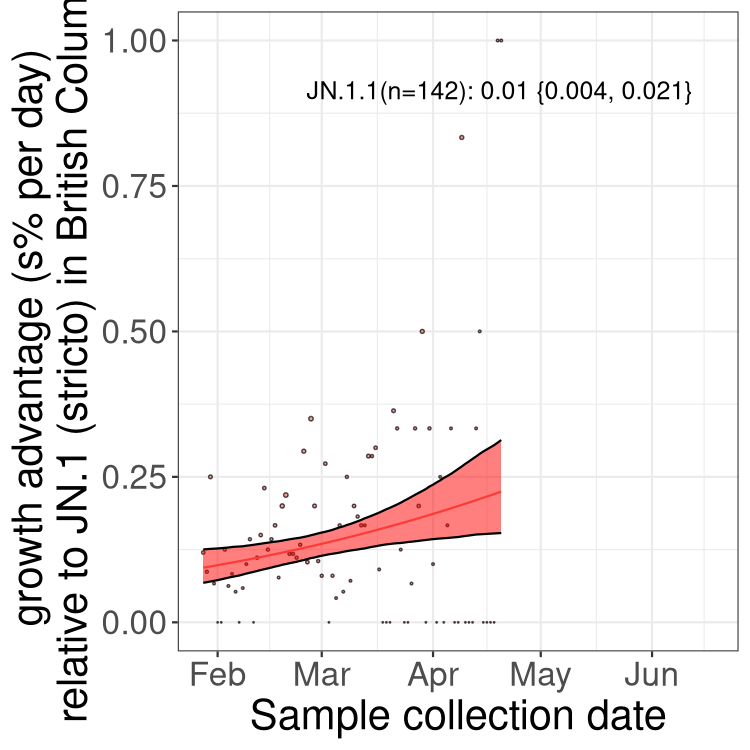 growth advantage (s% per day)
relative to JN.1 (stricto) in British Colum
1.00
0.75
0.50
0.25
0.00
JN.1.1(n=142): 0.01 {0.004, 0.021}
Feb Mar Apr May Jun
Sample collection date